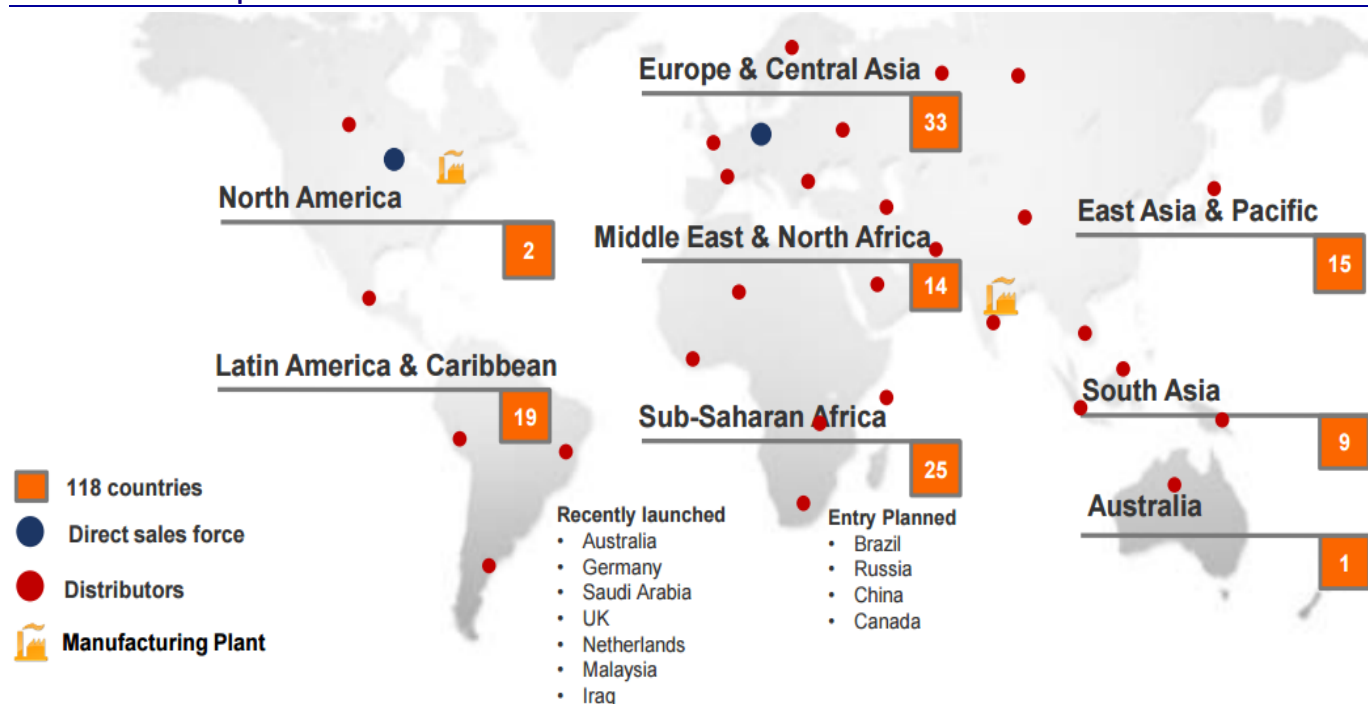 Europe & Central Asia
33
North America
2
East Asia & Pacific
15
Middle East & North Africa
14
Latin America & Caribbean
19
South Asia
9
Sub-Saharan Africa
25
Australia
1
118 countries
Direct sales force
Distributors
Manufacturing Plant
Recently launched
• Australia
• Germany
• Saudi Arabia
• UK
• Netherlands
• Malaysia
• Iraq
Entry Planned
• Brazil
• Russia
• China
• Canada